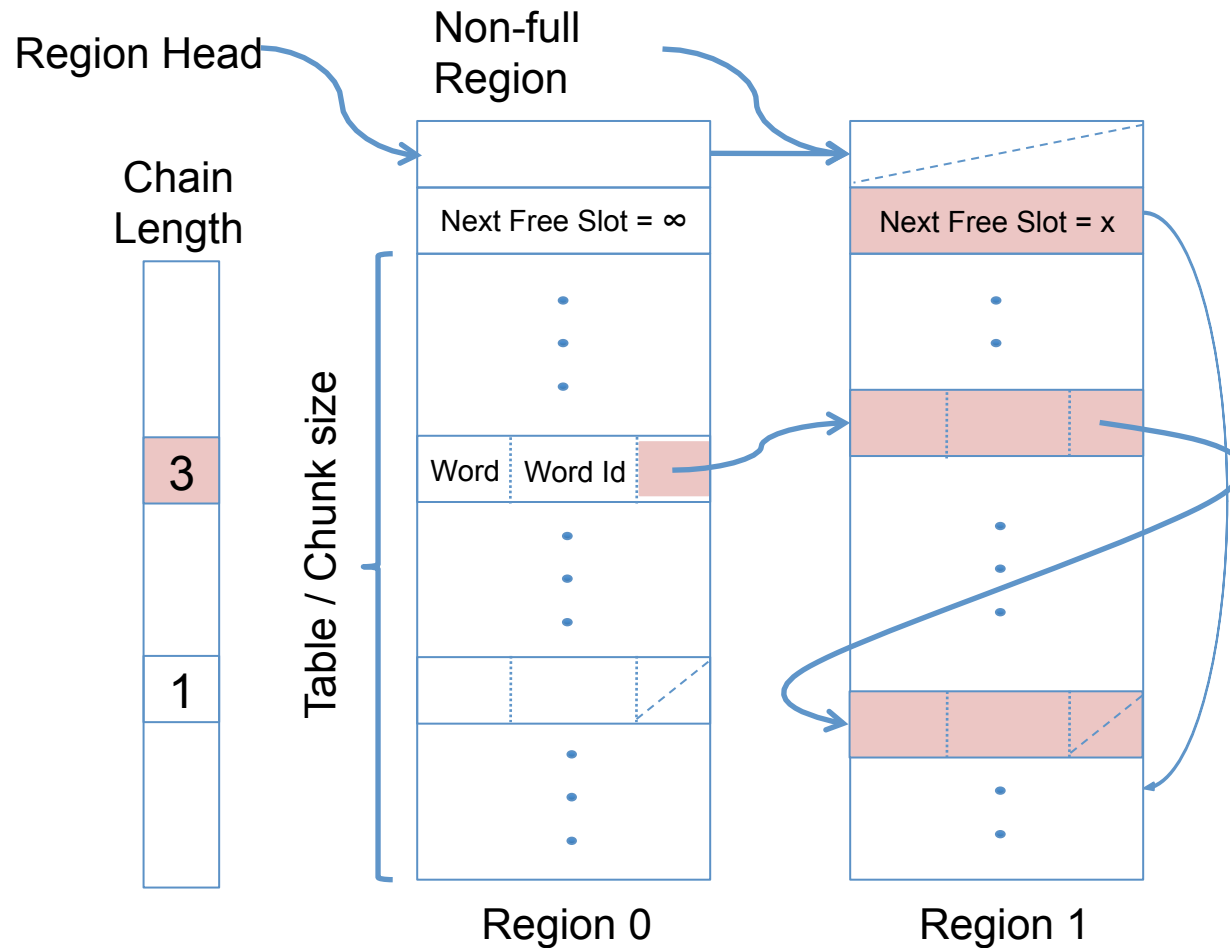 Region Head
Non-full
Region
Chain
Length
Next Free Slot = ∞
Next Free Slot = x
3
Table / Chunk size
Word
Word Id
1
Region 0
Region 1